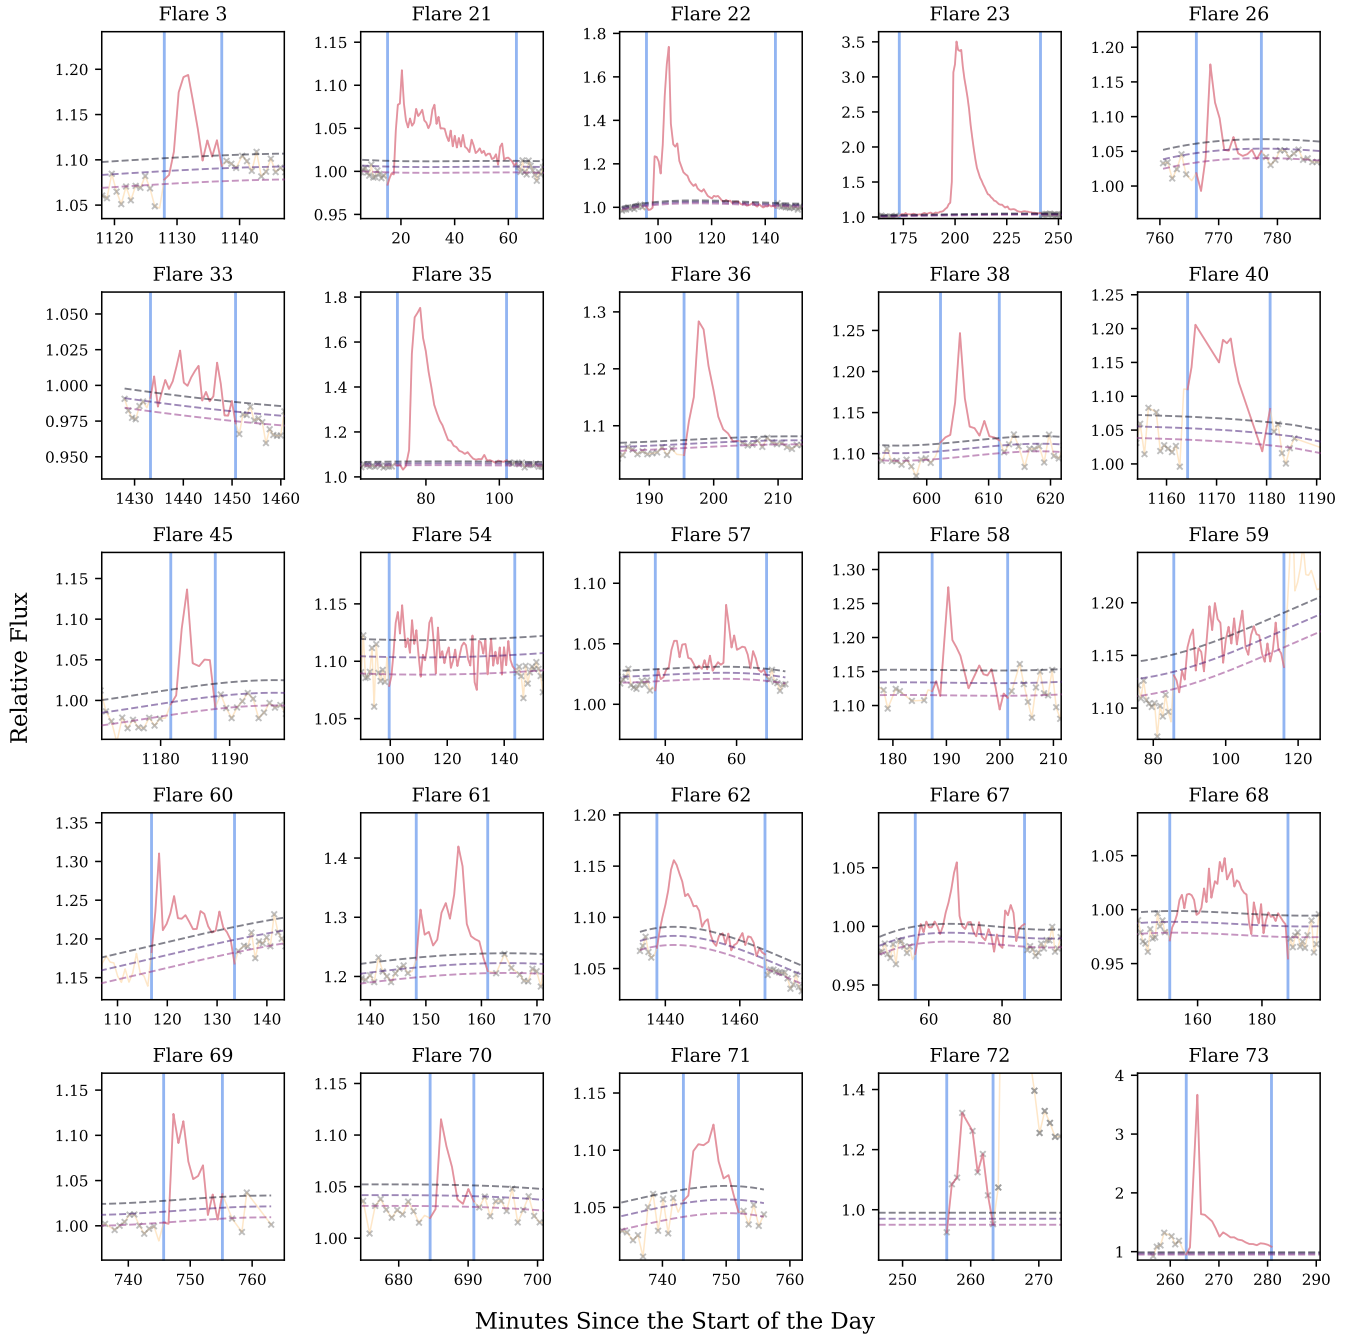 Flare 3 Flare 21 Flare 22 Flare 23 Flare 26
1.05 1.10 1.15 1.20
1120 1130 1140
0.95 1.00 1.05 1.10 1.15
20 40 60
1.0 1.2 1.4 1.6 1.8
100 120 140
1.0 1.5 2.0 2.5 3.0 3.5
175 200 225 250
1.00 1.05 1.10 1.15 1.20
760 770 780
Flare 33 Flare 35 Flare 36 Flare 38 Flare 40
0.950 0.975 1.000 1.025 1.050
1430 1440 1450 1460
1.0 1.2 1.4 1.6 1.8
80 100
1.1 1.2 1.3
190 200 210
1.10 1.15 1.20 1.25
600 610 620
1.00 1.05 1.10 1.15 1.20 1.25
1160 1170 1180 1190
Flare 45 Flare 54 Flare 57 Flare 58 Flare 59
1.00 1.05 1.10 1.15
1180 1190
1.05 1.10 1.15
100 120 140
1.00 1.05 1.10
40 60
1.10 1.15 1.20 1.25 1.30
180 190 200 210
1.10 1.15 1.20
80 100 120
Relative Flux
Flare 60 Flare 61 Flare 62 Flare 67 Flare 68
1.15 1.20 1.25 1.30 1.35
110 120 130 140
1.2 1.3 1.4
140 150 160 170
1.05 1.10 1.15 1.20
1440 1460
0.95 1.00 1.05
60 80
0.95 1.00 1.05
160 180
Flare 69 Flare 70 Flare 71 Flare 72 Flare 73
1.00 1.05 1.10 1.15
740 750 760
1.00 1.05 1.10 1.15
680 690 700
1.05 1.10 1.15
740 750 760
1.0 1.2 1.4
250 260 270
1 2 3 4
260 270 280 290
Minutes Since the Start of the Day